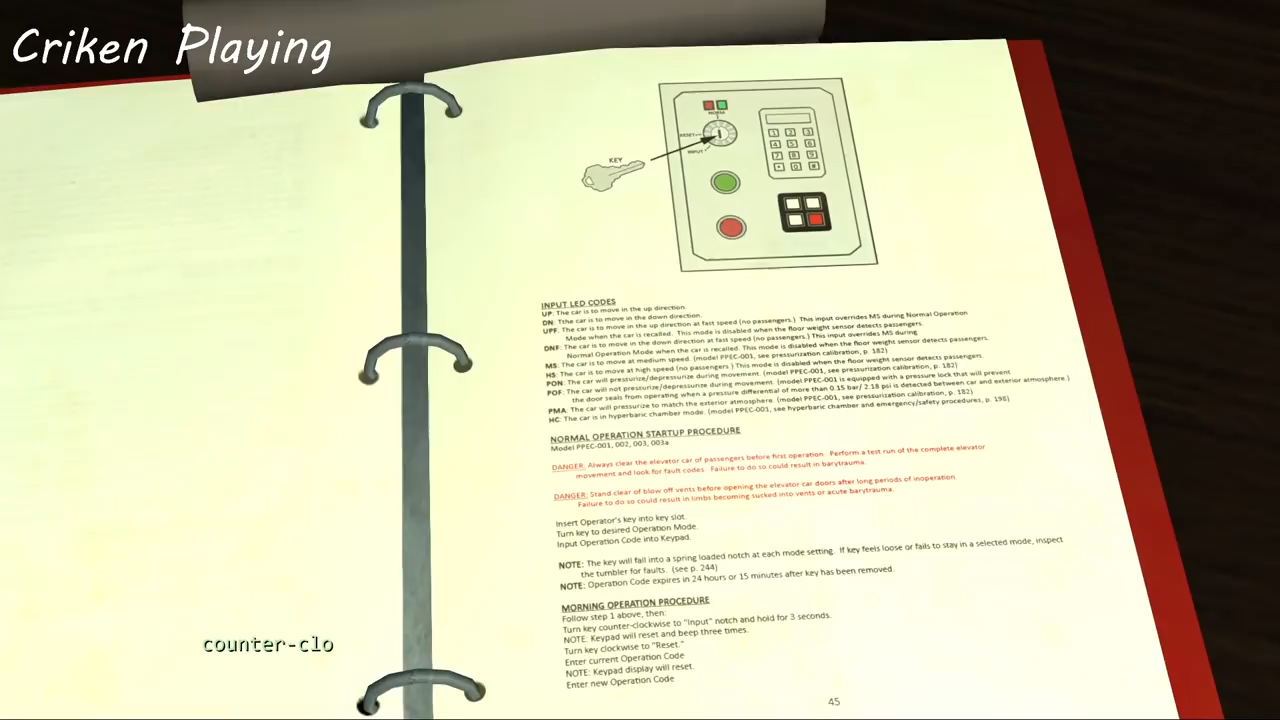 Criken Playing
NORMAL
RESET
INPUT
KEY
1 2 3
4 5 6
7 8 9
* 0 #
INPUT LED CODES
UP: The car is to move in the up direction.
DN: Tthe car is to move in the down direction.
UPF: The car is to move in the up direction at fast speed (no passengers.) This input overrides MS during Normal Operation
Mode when the car is recalled. This mode is disabled when the floor weight sensor detects passengers.
DNF: The car is to move in the down direction at fast speed (no passengers.) This input overrides MS during
Normal Operation Mode when the car is recalled. This mode is disabled when the floor weight sensor detects passengers.
MS: The car is to move at medium speed. (model PPEC-001, see pressurization calibration, p. 182)
HS: The car is to move at high speed (no passengers.) This mode is disabled when the floor weight sensor detects passengers.
PON: The car will pressurize/depressurize during movement. (model PPEC-001, see pressurization calibration, p. 182)
POF: The car will not pressurize/depressurize during movement. (model PPEC-001 is equipped with a pressure lock that will prevent
the door seals from operating when a pressure differential of more than 0.15 bar/ 2.18 psi is detected between car and exterior atmosphere.)
PMA: The car will pressurize to match the exterior atmosphere. (model PPEC-001, see pressurization calibration, p. 182)
HC: The car is in hyperbaric chamber mode. (model PPEC-001, see hyperbaric chamber and emergency/safety procedures, p. 198)
NORMAL OPERATION STARTUP PROCEDURE
Model PPEC-001, 002, 003, 003a
DANGER: Always clear the elevator car of passengers before first operation. Perform a test run of the complete elevator
movement and look for fault codes. Failure to do so could result in barytrauma.
DANGER: Stand clear of blow off vents before opening the elevator car doors after long periods of inoperation.
Failure to do so could result in limbs becoming sucked into vents or acute barytrauma.
Insert Operator's key into key slot.
Turn key to desired Operation Mode.
Input Operation Code into Keypad.
NOTE: The key will fall into a spring loaded notch at each mode setting. If key feels loose or fails to stay in a selected mode, inspect
the tumbler for faults. (see p. 244)
NOTE: Operation Code expires in 24 hours or 15 minutes after key has been removed.
MORNING OPERATION PROCEDURE
Follow step 1 above, then:
Turn key counter-clockwise to "Input" notch and hold for 3 seconds.
NOTE: Keypad will reset and beep three times.
Turn key clockwise to "Reset."
Enter current Operation Code
NOTE: Keypad display will reset.
Enter new Operation Code
45
counter-clo